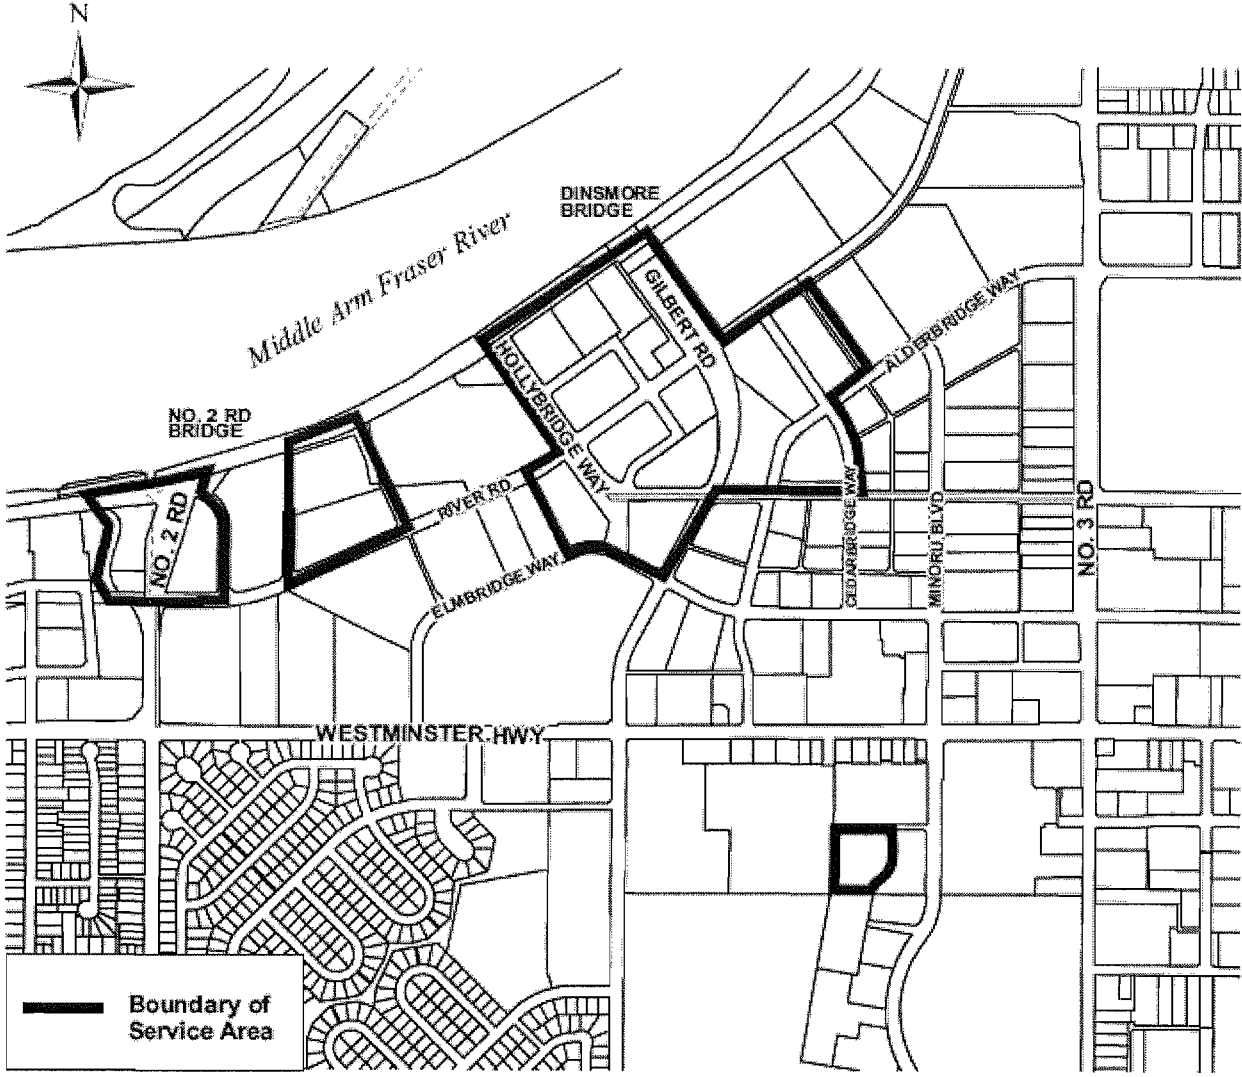 N
DINSMORE
BRIDGE
Middle Arm Fraser River
GILBERT RD
ALDERBRIDGE WAY
HOLLYBRIDGE WAY
NO. 2 RD
BRIDGE
NO. 2 RD
RIVER RD
ELMBRIDGE WAY
CEDARBRIDGE WAY
MINORU BLVD
NO. 3 RD
WESTMINSTER HWY
Boundary of
Service Area